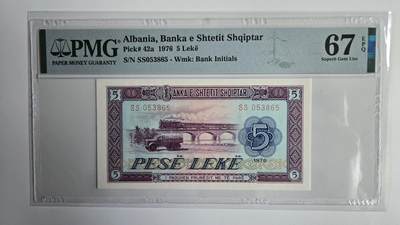 PMG
PAPER MONEY GUARANTY
Albania, Banka e Shtetit Shqiptar
Pick# 42a 1976 5 Lekë
S/N SS053865 - Wmk: Bank Initials
67 EPQ
Superb Gem Unc
5 BANKA E SHTETIT SHQIPTAR 5
SS 053865 SS 053865
5
1976
PESË LEKË
5 5